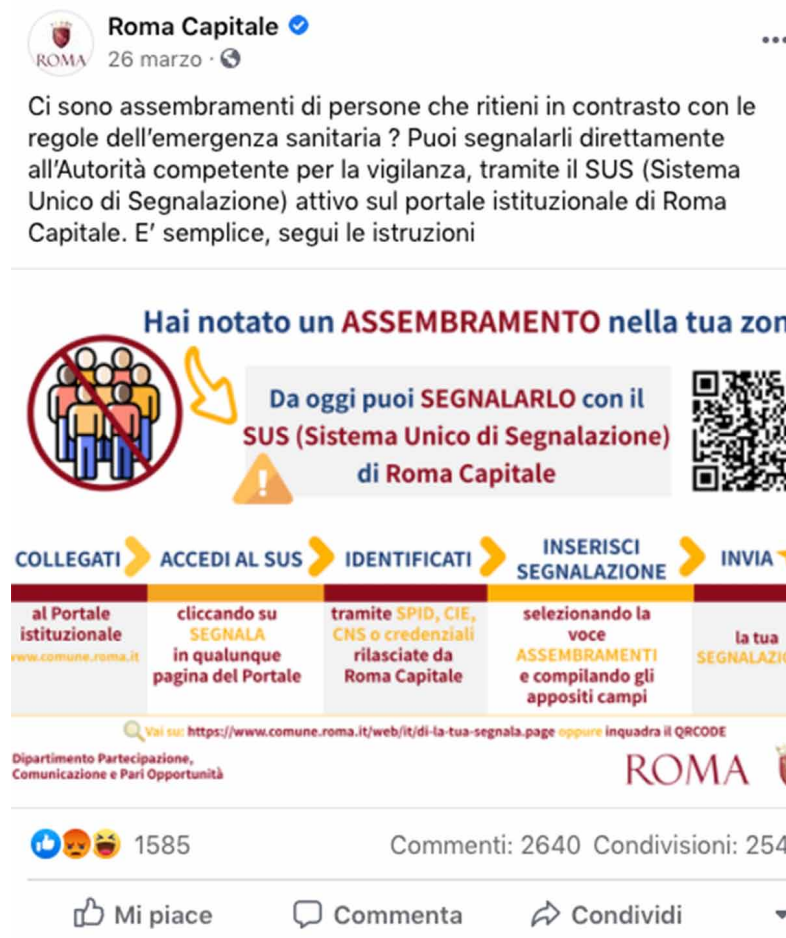 Roma Capitale
ROMA
26 marzo ·
Ci sono assembramenti di persone che ritieni in contrasto con le
regole dell'emergenza sanitaria ? Puoi segnalarli direttamente
all'Autorità competente per la vigilanza, tramite il SUS (Sistema
Unico di Segnalazione) attivo sul portale istituzionale di Roma
Capitale. E' semplice, segui le istruzioni
Hai notato un ASSEMBRAMENTO nella tua zon
Da oggi puoi SEGNALARLO con il
SUS (Sistema Unico di Segnalazione)
di Roma Capitale
COLLEGATI
al Portale
istituzionale
www.comune.roma.it
ACCEDI AL SUS
cliccando su
SEGNALA
in qualunque
pagina del Portale
IDENTIFICATI
tramite SPID, CIE,
CNS o credenziali
rilasciate da
Roma Capitale
INSERISCI
SEGNALAZIONE
selezionando la
voce
ASSEMBRAMENTI
e compilando gli
appositi campi
INVIA
la tua
SEGNALAZI
Vai su: https://www.comune.roma.it/web/it/di-la-tua-segnala.page oppure inquadra il QRCODE
Dipartimento Partecipazione,
Comunicazione e Pari Opportunità
ROMA
1585
Commenti: 2640 Condivisioni: 254
Mi piace
Commenta
Condividi